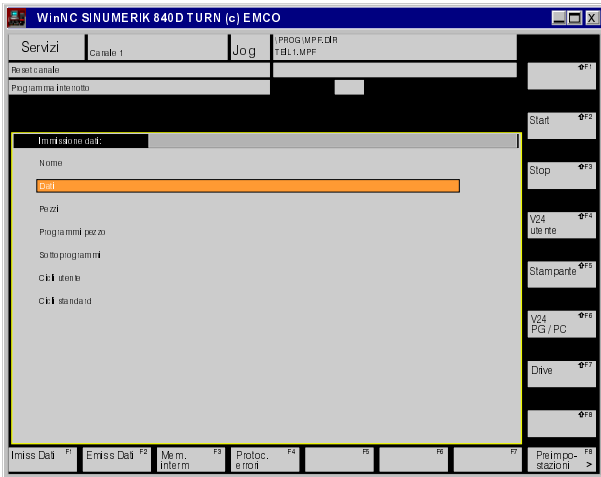 WinNC SINUMERIK 840D TURN (c) EMCO
Servizi
Canale 1
Jog
\PROG\MPF.DIR
TEIL1.MPF
Reset canale
Programma interrotto
F1
Start F2
Stop F3
V24 F4
utente
Stampante F5
V24 F6
PG / PC
Drive F7
F8
Immissione dati:
Nome
Dati
Pezzi
Programmi pezzo
Sottoprogrammi
Cicli utente
Cicli standard
Imiss Dati F1
Emiss Dati F2
Mem. F3
interm
Protoc. F4
errori
F5
F6
F7
Preimpo- F8
stazioni >